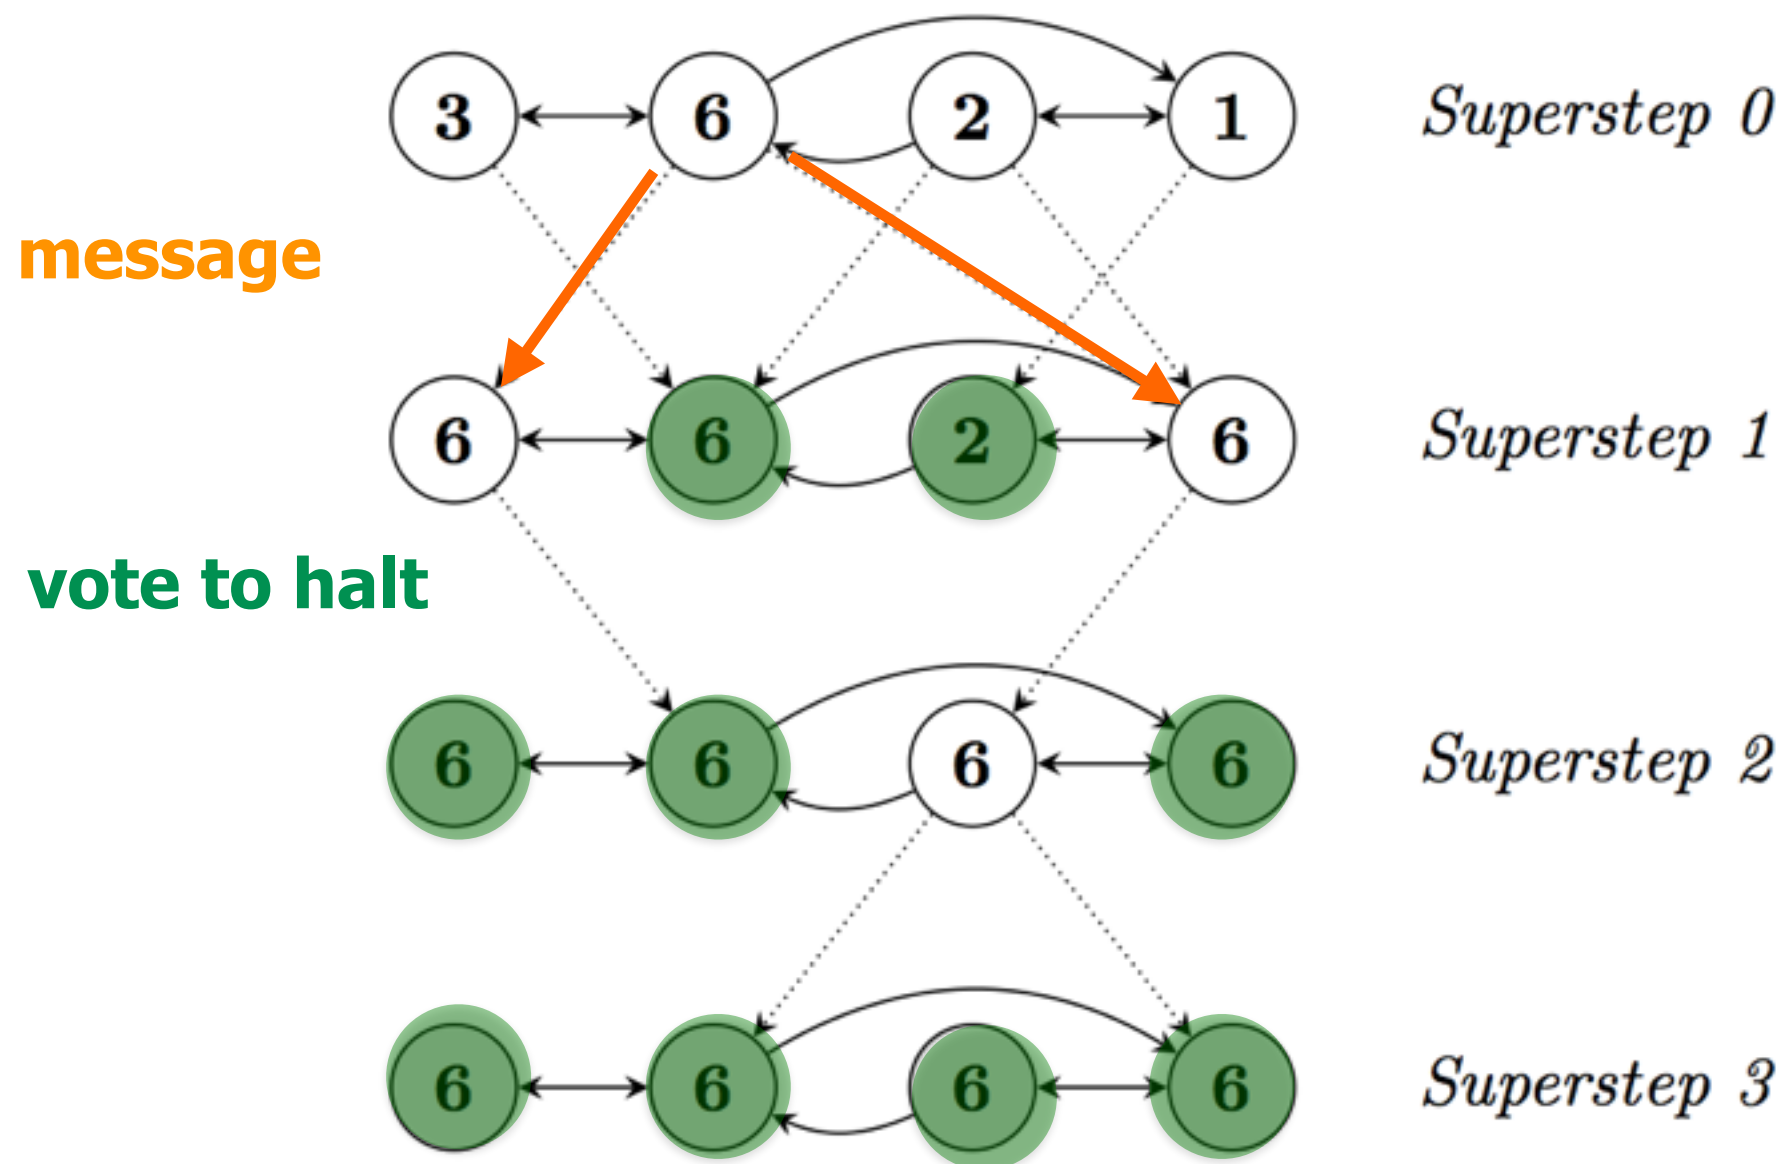 3 6 2 1 Superstep 0
message
6 6 2 6 Superstep 1
vote to halt
6 6 6 6 Superstep 2
6 6 6 6 Superstep 3